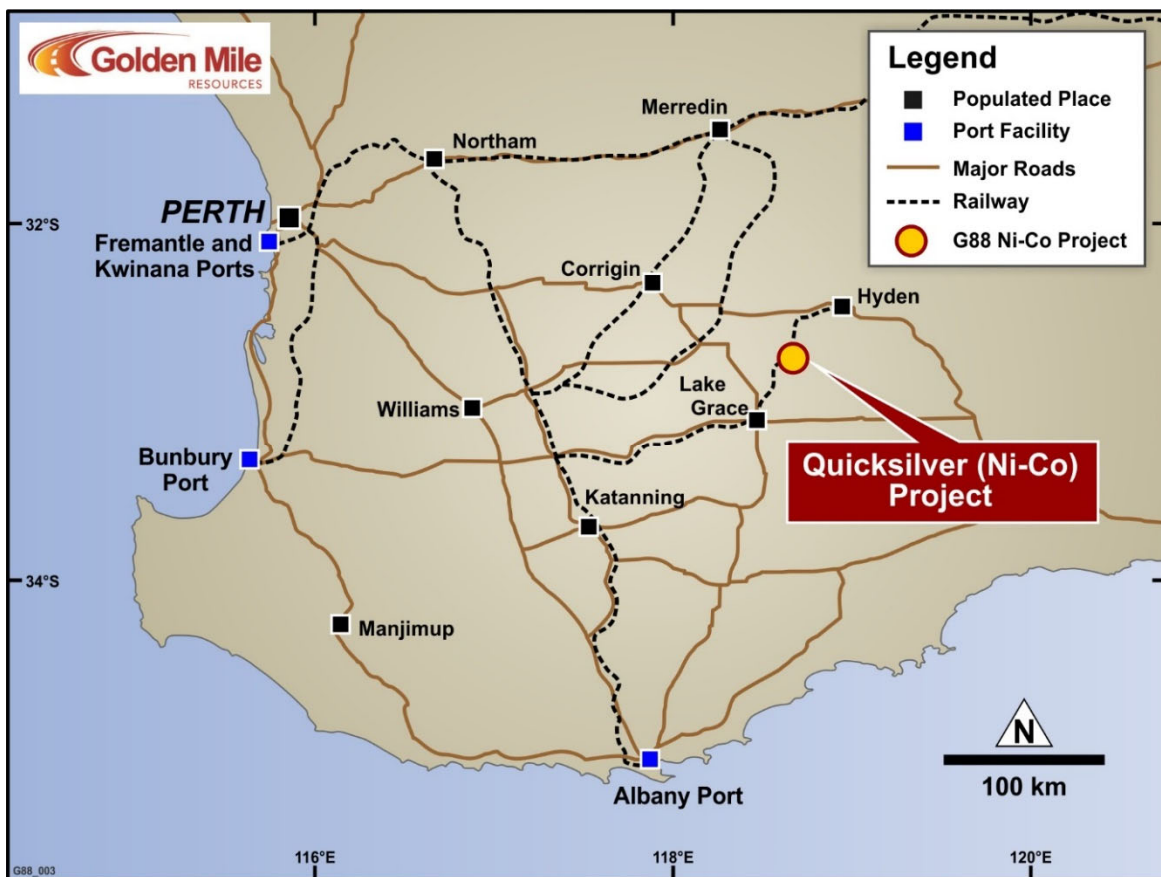 Golden Mile
RESOURCES
Legend
Populated Place
Port Facility
Major Roads
Railway
G88 Ni-Co Project
Merredin
Northam
PERTH
32°S
Fremantle and
Kwinana Ports
Corrigin
Hyden
Lake
Grace
Williams
Bunbury
Port
Quicksilver (Ni-Co)
Project
Katanning
34°S
Manjimup
N
100 km
Albany Port
116°E
118°E
120°E
G88_003